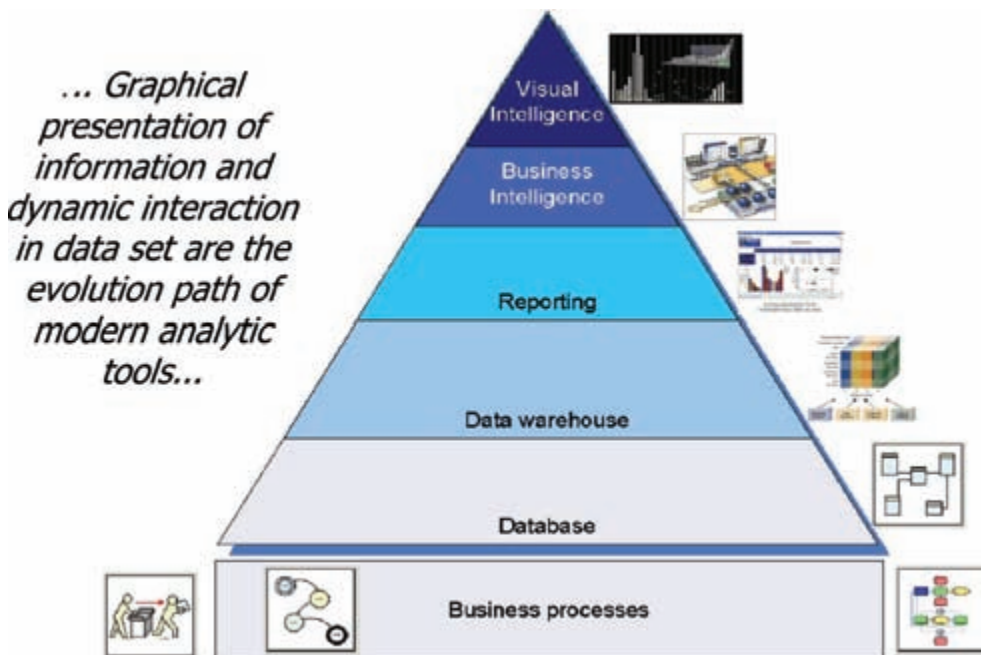 ... Graphical
presentation of
information and
dynamic interaction
in data set are the
evolution path of
modern analytic
tools...
Visual
Intelligence
Business
Intelligence
Reporting
Data warehouse
Database
Business processes